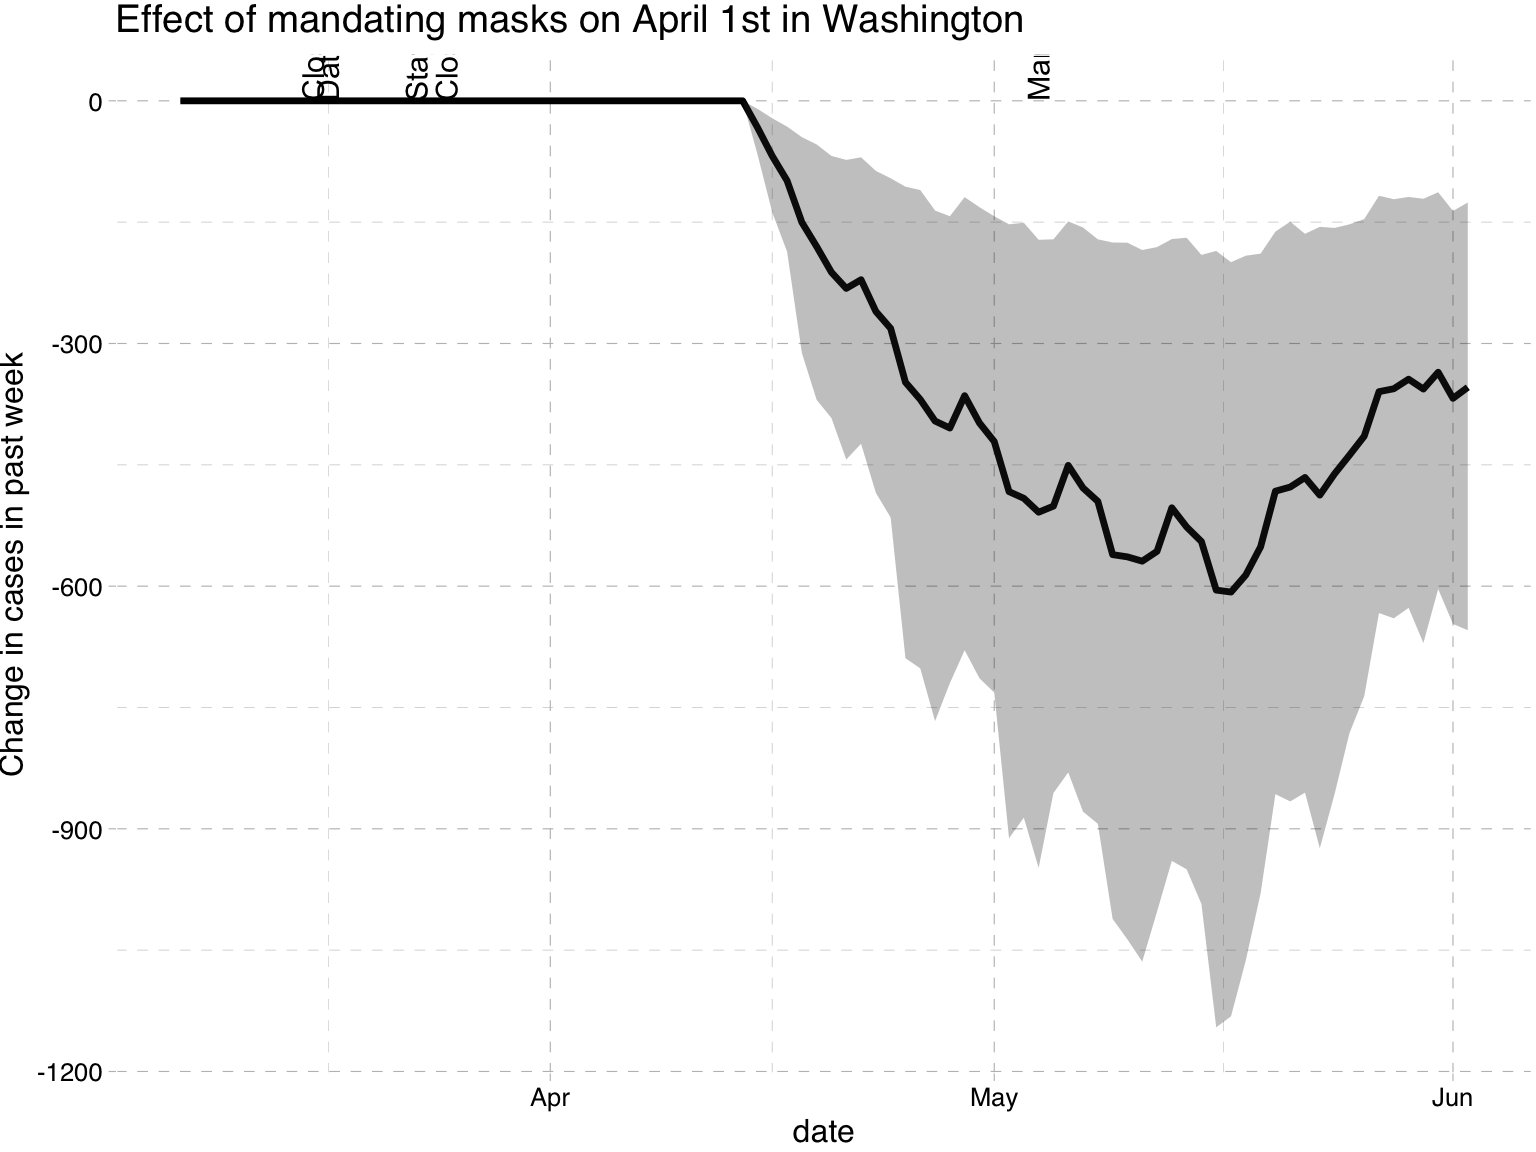 Effect of mandating masks on April 1st in Washington
Clo
Dat
Sta
Clo
Mai
0
-300
-600
-900
-1200
Change in cases in past week
Apr
May
Jun
date